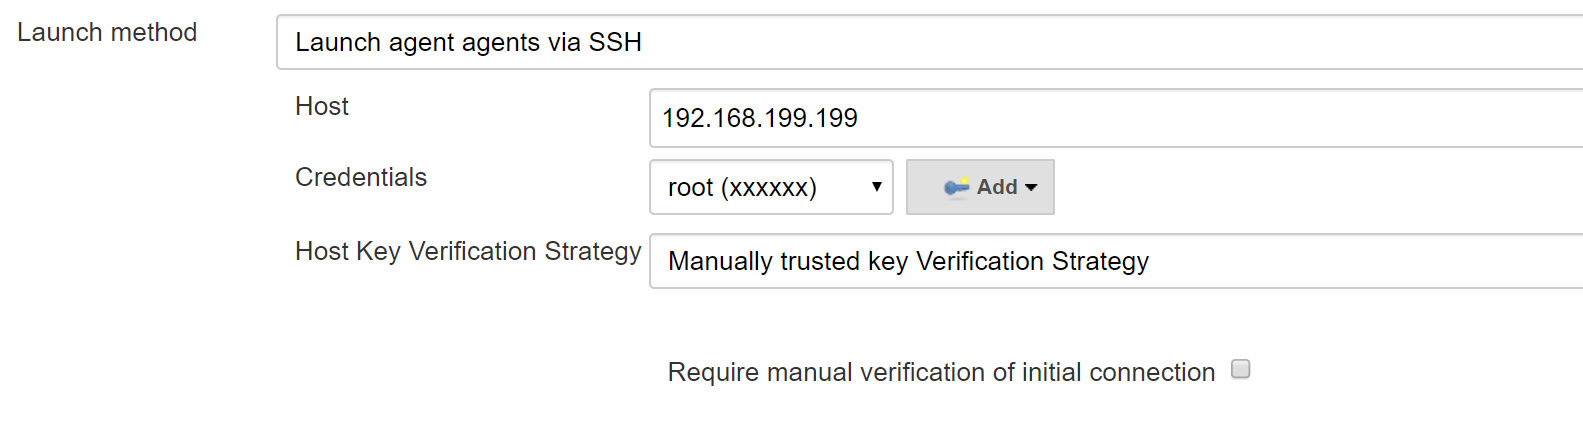 Launch method
Launch agent agents via SSH
Host
192.168.199.199
Credentials
root (xxxxxx)
Add
Host Key Verification Strategy
Manually trusted key Verification Strategy
Require manual verification of initial connection